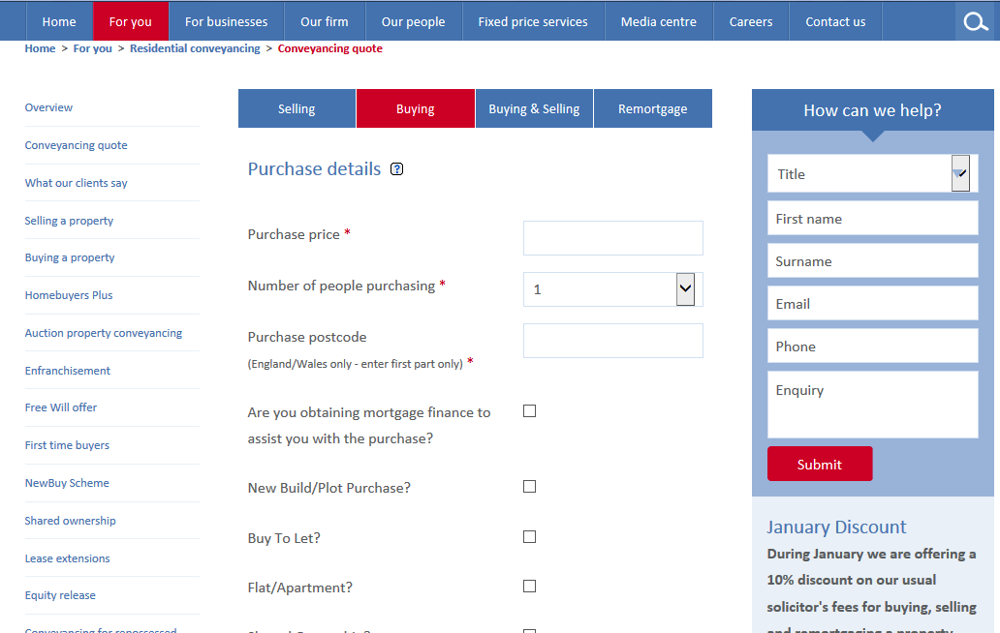 Home For you For businesses Our firm Our people Fixed price services Media centre Careers Contact us
Home > For you > Residential conveyancing > Conveyancing quote
Overview
Conveyancing quote
What our clients say
Selling a property
Buying a property
Homebuyers Plus
Auction property conveyancing
Enfranchisement
Free Will offer
First time buyers
NewBuy Scheme
Shared ownership
Lease extensions
Equity release
Conveyancing for repossessed
Selling Buying Buying & Selling Remortgage
Purchase details ?
Purchase price *
Number of people purchasing * 1
Purchase postcode
(England/Wales only - enter first part only) *
Are you obtaining mortgage finance to
assist you with the purchase?
New Build/Plot Purchase?
Buy To Let?
Flat/Apartment?
How can we help?
Title
First name
Surname
Email
Phone
Enquiry
Submit
January Discount
During January we are offering a
10% discount on our usual
solicitor's fees for buying, selling
and remortgaging a property